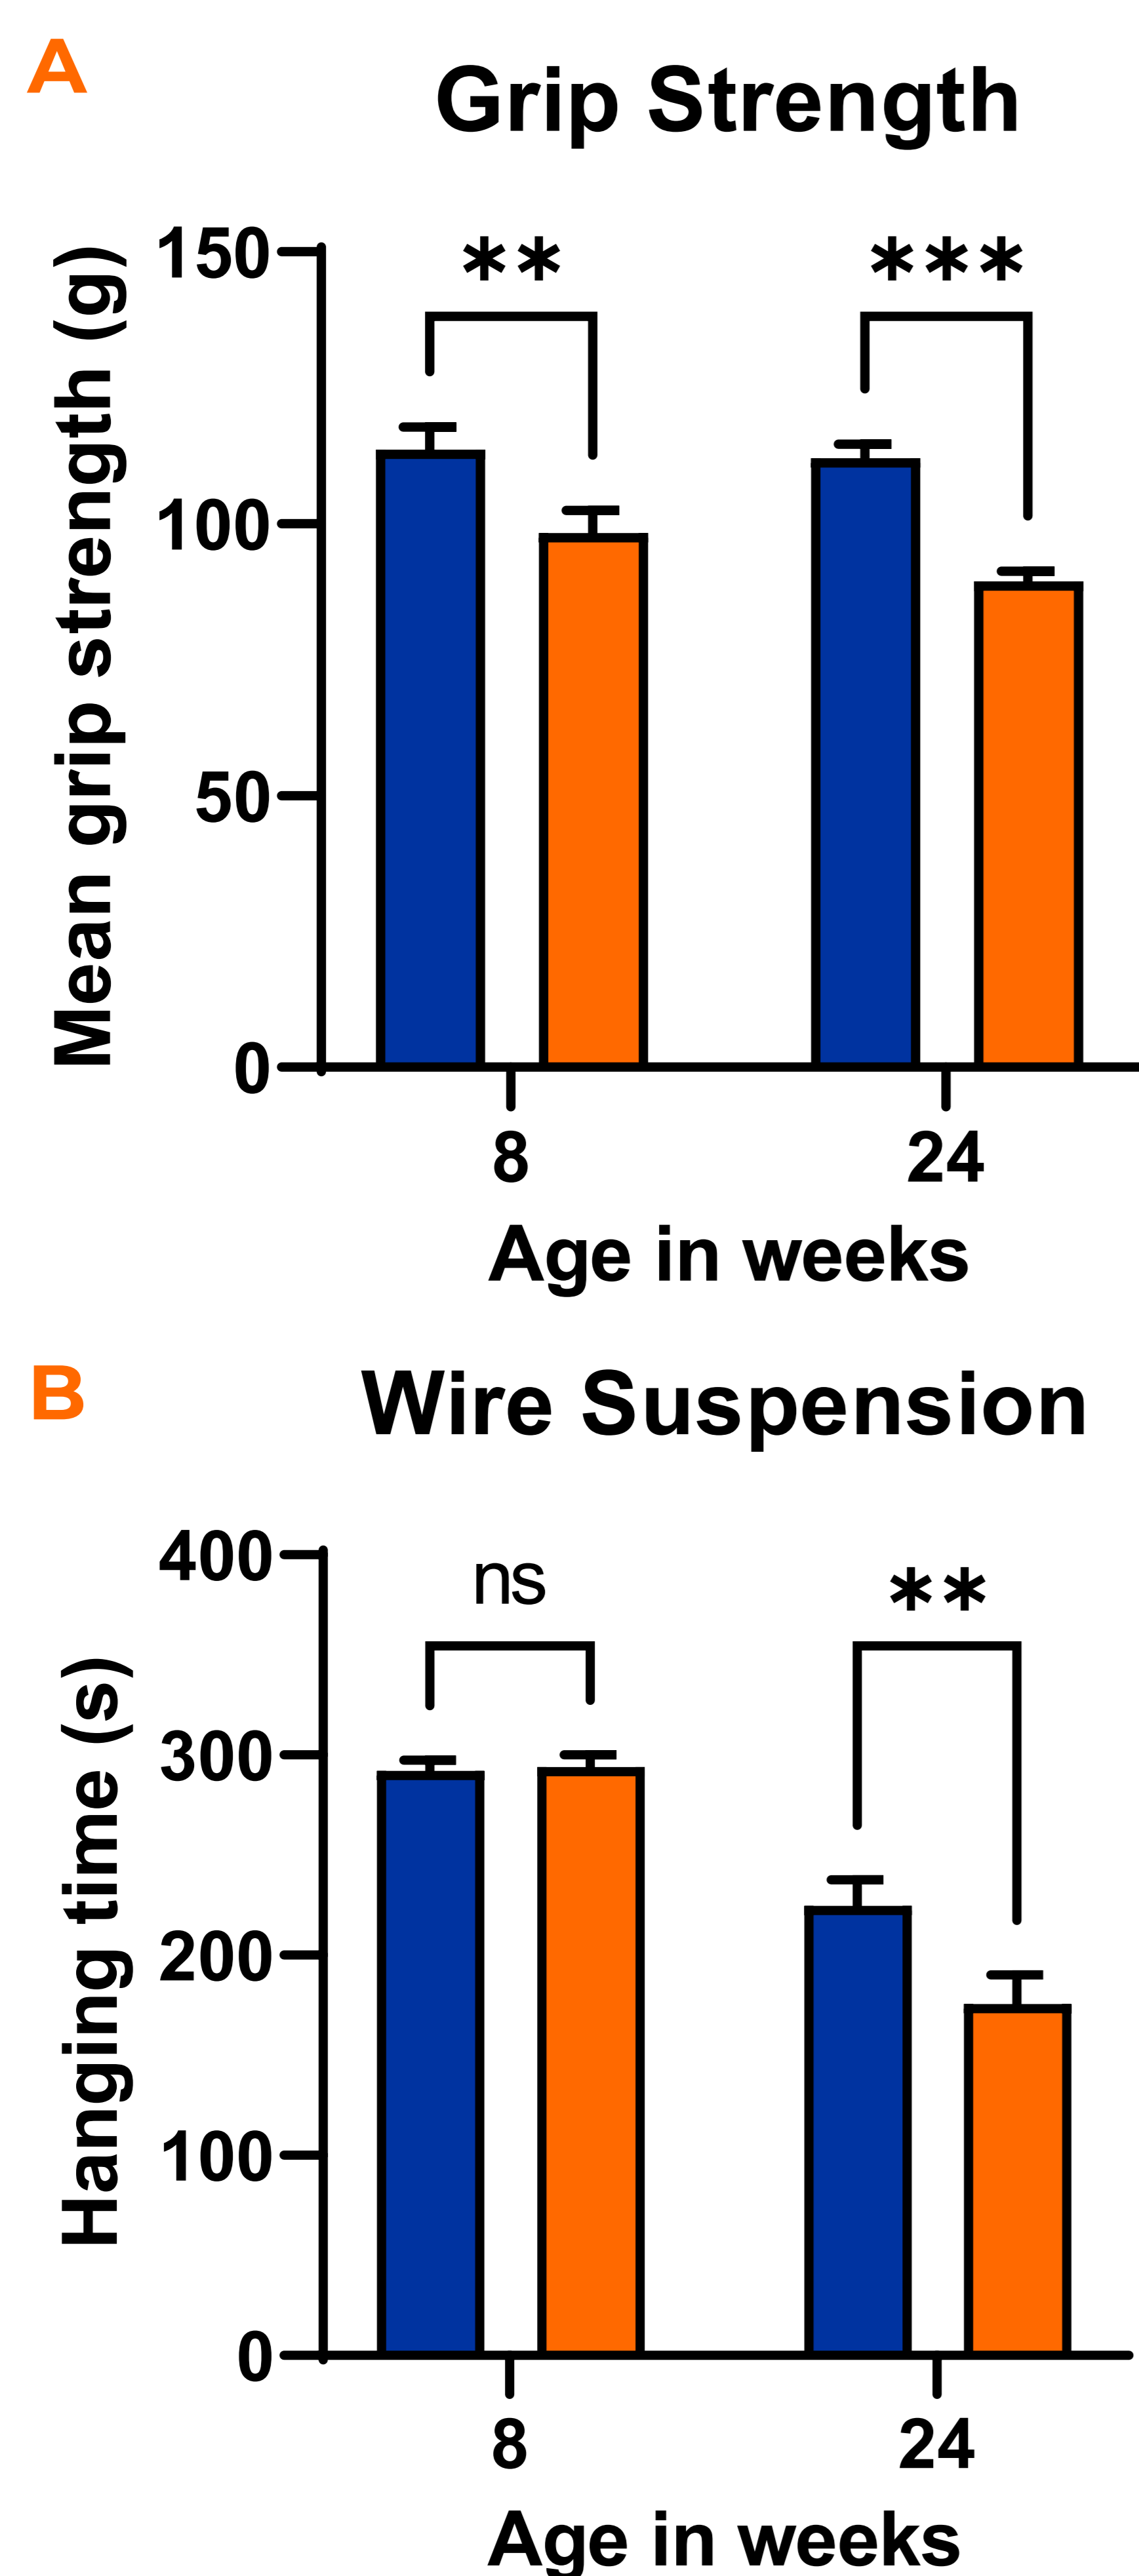 A
Grip Strength
Mean grip strength (g)
150
100
50
0
**
***
8
24
Age in weeks
B
Wire Suspension
Hanging time (s)
400
300
200
100
0
ns
**
8
24
Age in weeks